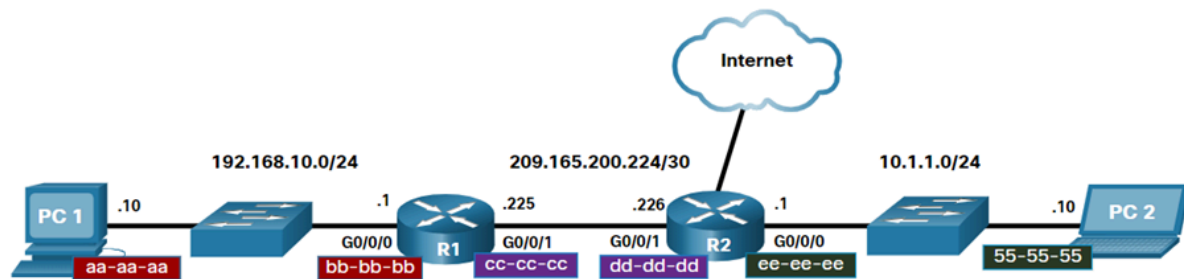 Internet
192.168.10.0/24
209.165.200.224/30
10.1.1.0/24
PC 1
.10
.1
R1
.225
.226
R2
.1
.10
PC 2
G0/0/0
G0/0/1
G0/0/1
G0/0/0
aa-aa-aa
bb-bb-bb
cc-cc-cc
dd-dd-dd
ee-ee-ee
55-55-55